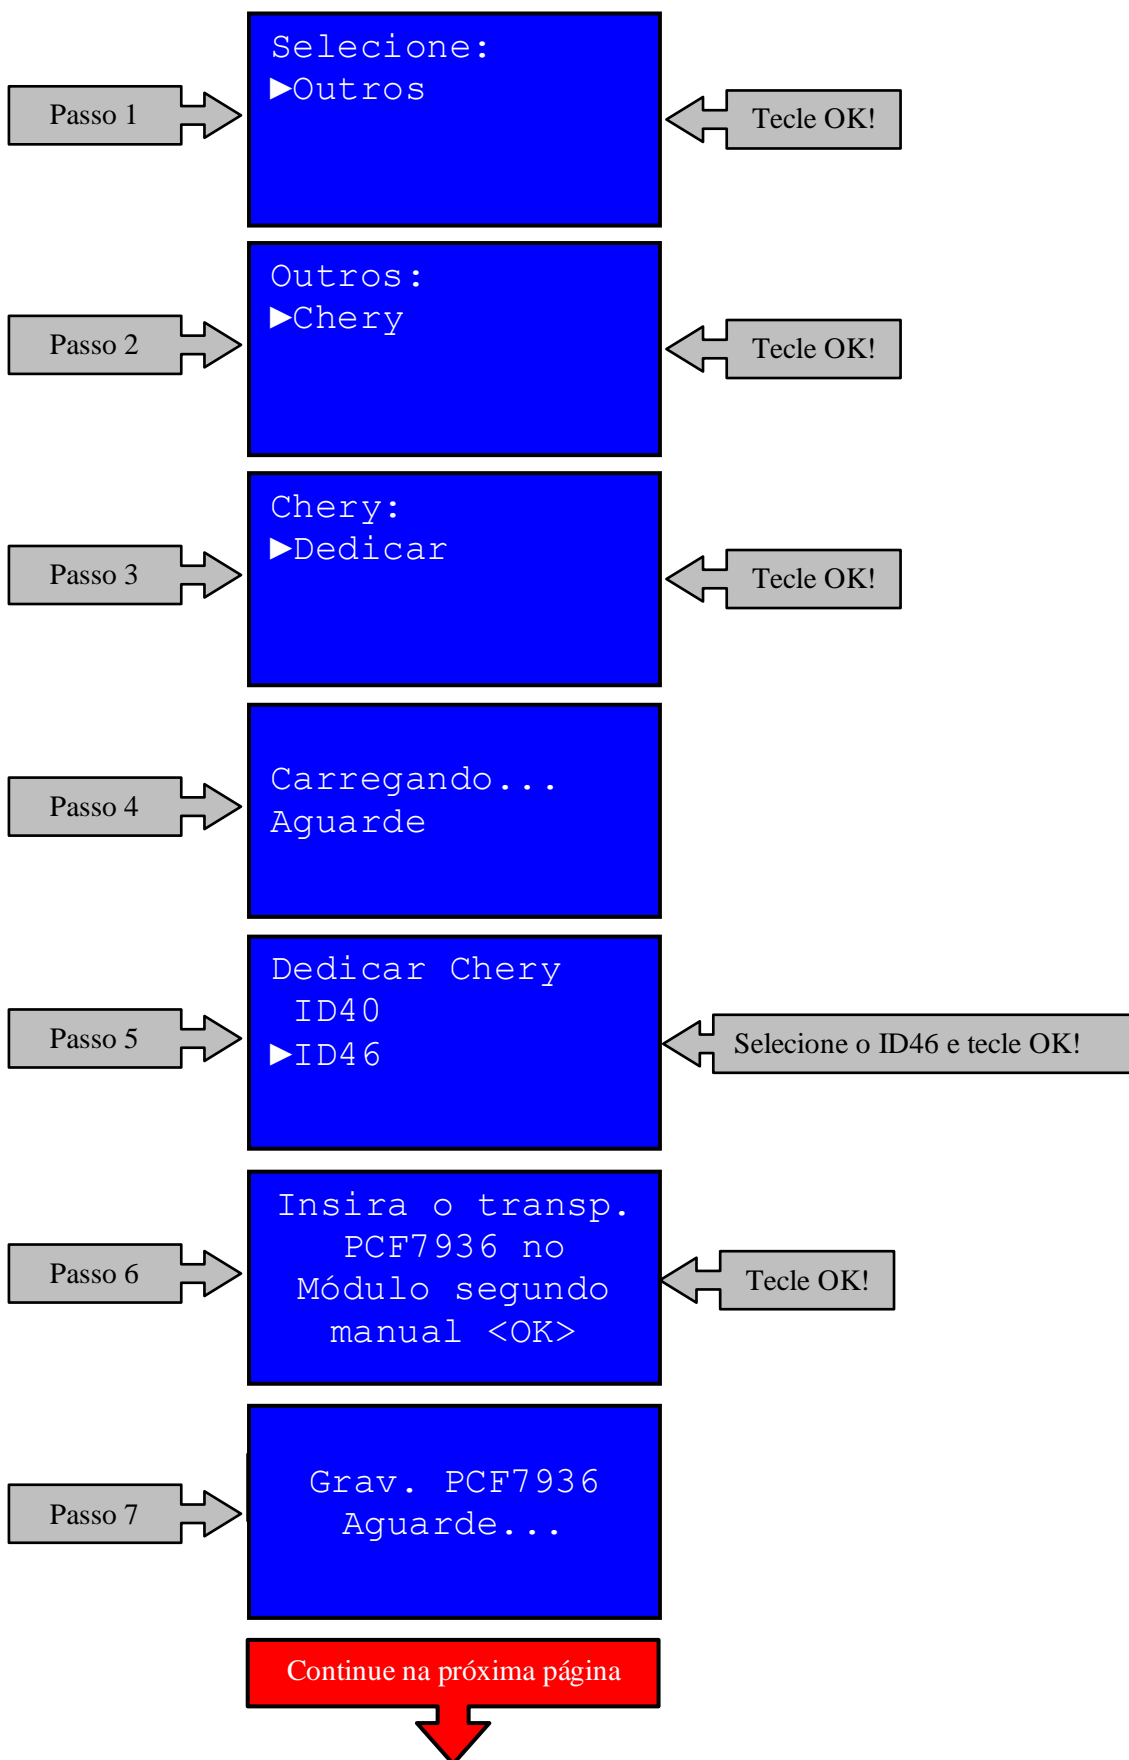 Selecione:
►Outros
Passo 1
Tecle OK!
Outros:
►Chery
Passo 2
Tecle OK!
Chery:
►Dedicar
Passo 3
Tecle OK!
Carregando...
Aguarde
Passo 4
Dedicar Chery
ID40
►ID46
Passo 5
Selecione o ID46 e tecle OK!
Insira o transp.
PCF7936 no
Módulo segundo
manual <OK>
Passo 6
Tecle OK!
Grav. PCF7936
Aguarde...
Passo 7
Continue na próxima página